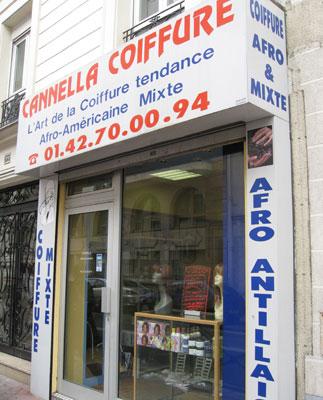 CANNELLA COIFFURE
L'Art de la Coiffure tendance
Afro-Américaine Mixte
01.42.70.00.94
COIFFURE
AFRO
&
MIXTE
COIFFURE
MIXTE
AFRO ANTILLAIS